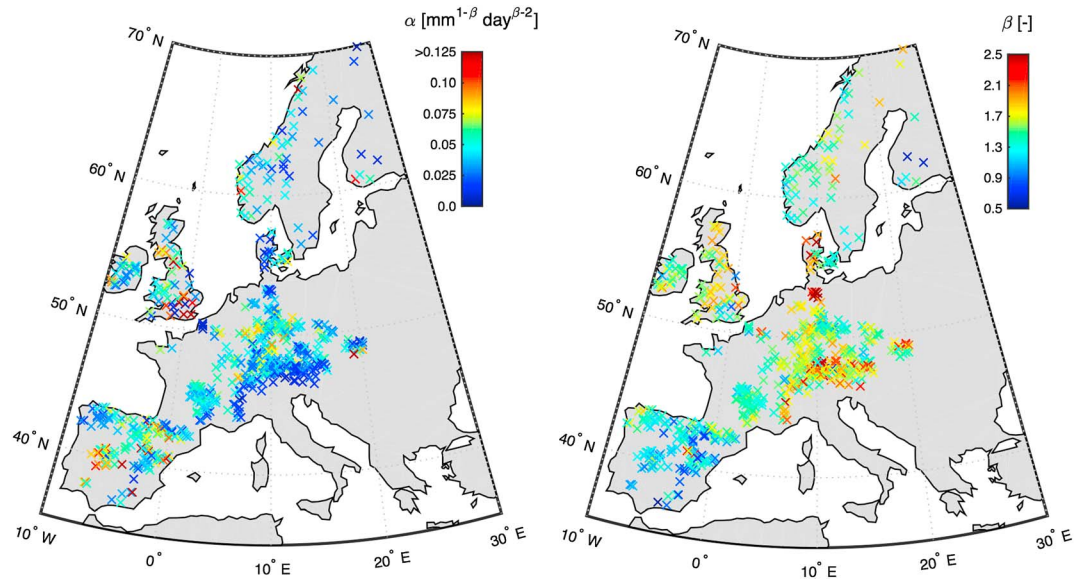 α [mm^{1-β} day^{β-2}]
70° N
>0.125
0.10
0.075
0.05
0.025
0.0
60° N
50° N
40° N
10° W
0°
10° E
20° E
30° E
β [-]
70° N
2.5
2.1
1.7
1.3
0.9
0.5
60° N
50° N
40° N
10° W
0°
10° E
20° E
30° E